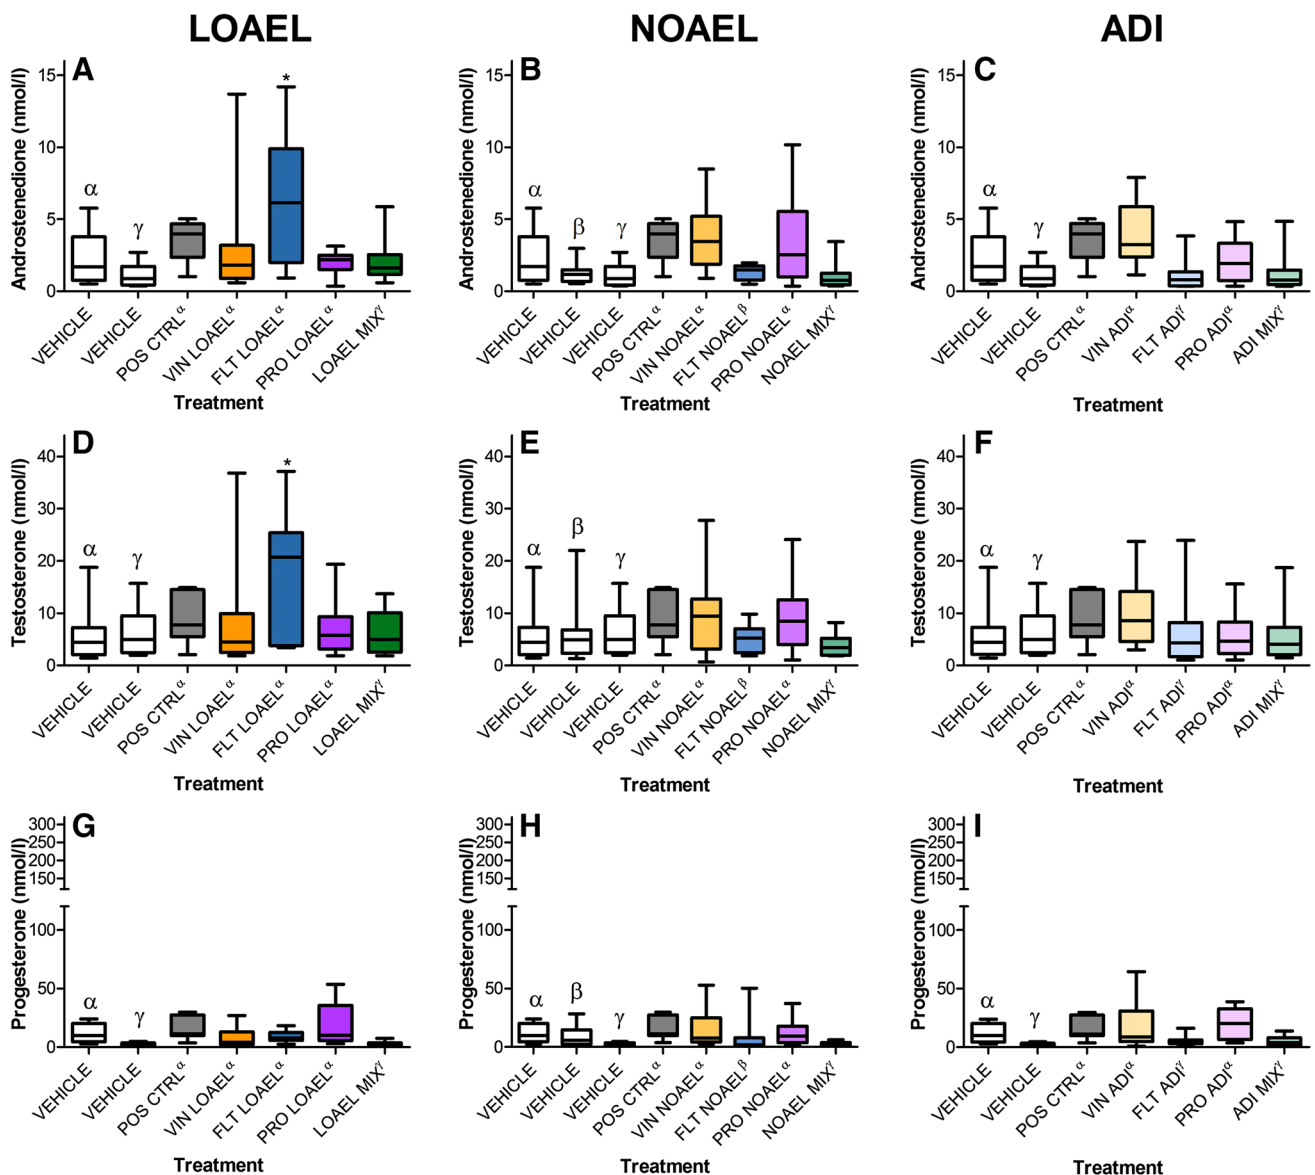 LOAEL NOAEL ADI
A B C
Androstenedione (nmol/l) Androstenedione (nmol/l) Androstenedione (nmol/l)
15 15 15
10 10 10
5 5 5
0 0 0
α γ * α β γ α γ
VEHICLE VEHICLE POS CTRLα VIN LOAELα FLT LOAELα PRO LOAELα LOAEL MIXγ
VEHICLE VEHICLE VEHICLE POS CTRLα VIN NOAELα FLT NOAELβ PRO NOAELα NOAEL MIXγ
VEHICLE VEHICLE POS CTRLα VIN ADIα FLT ADIγ PRO ADIα ADI MIXγ
Treatment Treatment Treatment
D E F
Testosterone (nmol/l) Testosterone (nmol/l) Testosterone (nmol/l)
40 40 40
30 30 30
20 20 20
10 10 10
0 0 0
α γ * α β γ α γ
VEHICLE VEHICLE POS CTRLα VIN LOAELα FLT LOAELα PRO LOAELα LOAEL MIXγ
VEHICLE VEHICLE VEHICLE POS CTRLα VIN NOAELα FLT NOAELβ PRO NOAELα NOAEL MIXγ
VEHICLE VEHICLE POS CTRLα VIN ADIα FLT ADIγ PRO ADIα ADI MIXγ
Treatment Treatment Treatment
G H I
Progesterone (nmol/l) Progesterone (nmol/l) Progesterone (nmol/l)
300 300 300
250 250 250
200 200 200
150 150 150
100 100 100
50 50 50
0 0 0
α γ α β γ α γ
VEHICLE VEHICLE POS CTRLα VIN LOAELα FLT LOAELα PRO LOAELα LOAEL MIXγ
VEHICLE VEHICLE VEHICLE POS CTRLα VIN NOAELα FLT NOAELβ PRO NOAELα NOAEL MIXγ
VEHICLE VEHICLE POS CTRLα VIN ADIα FLT ADIγ PRO ADIα ADI MIXγ
Treatment Treatment Treatment